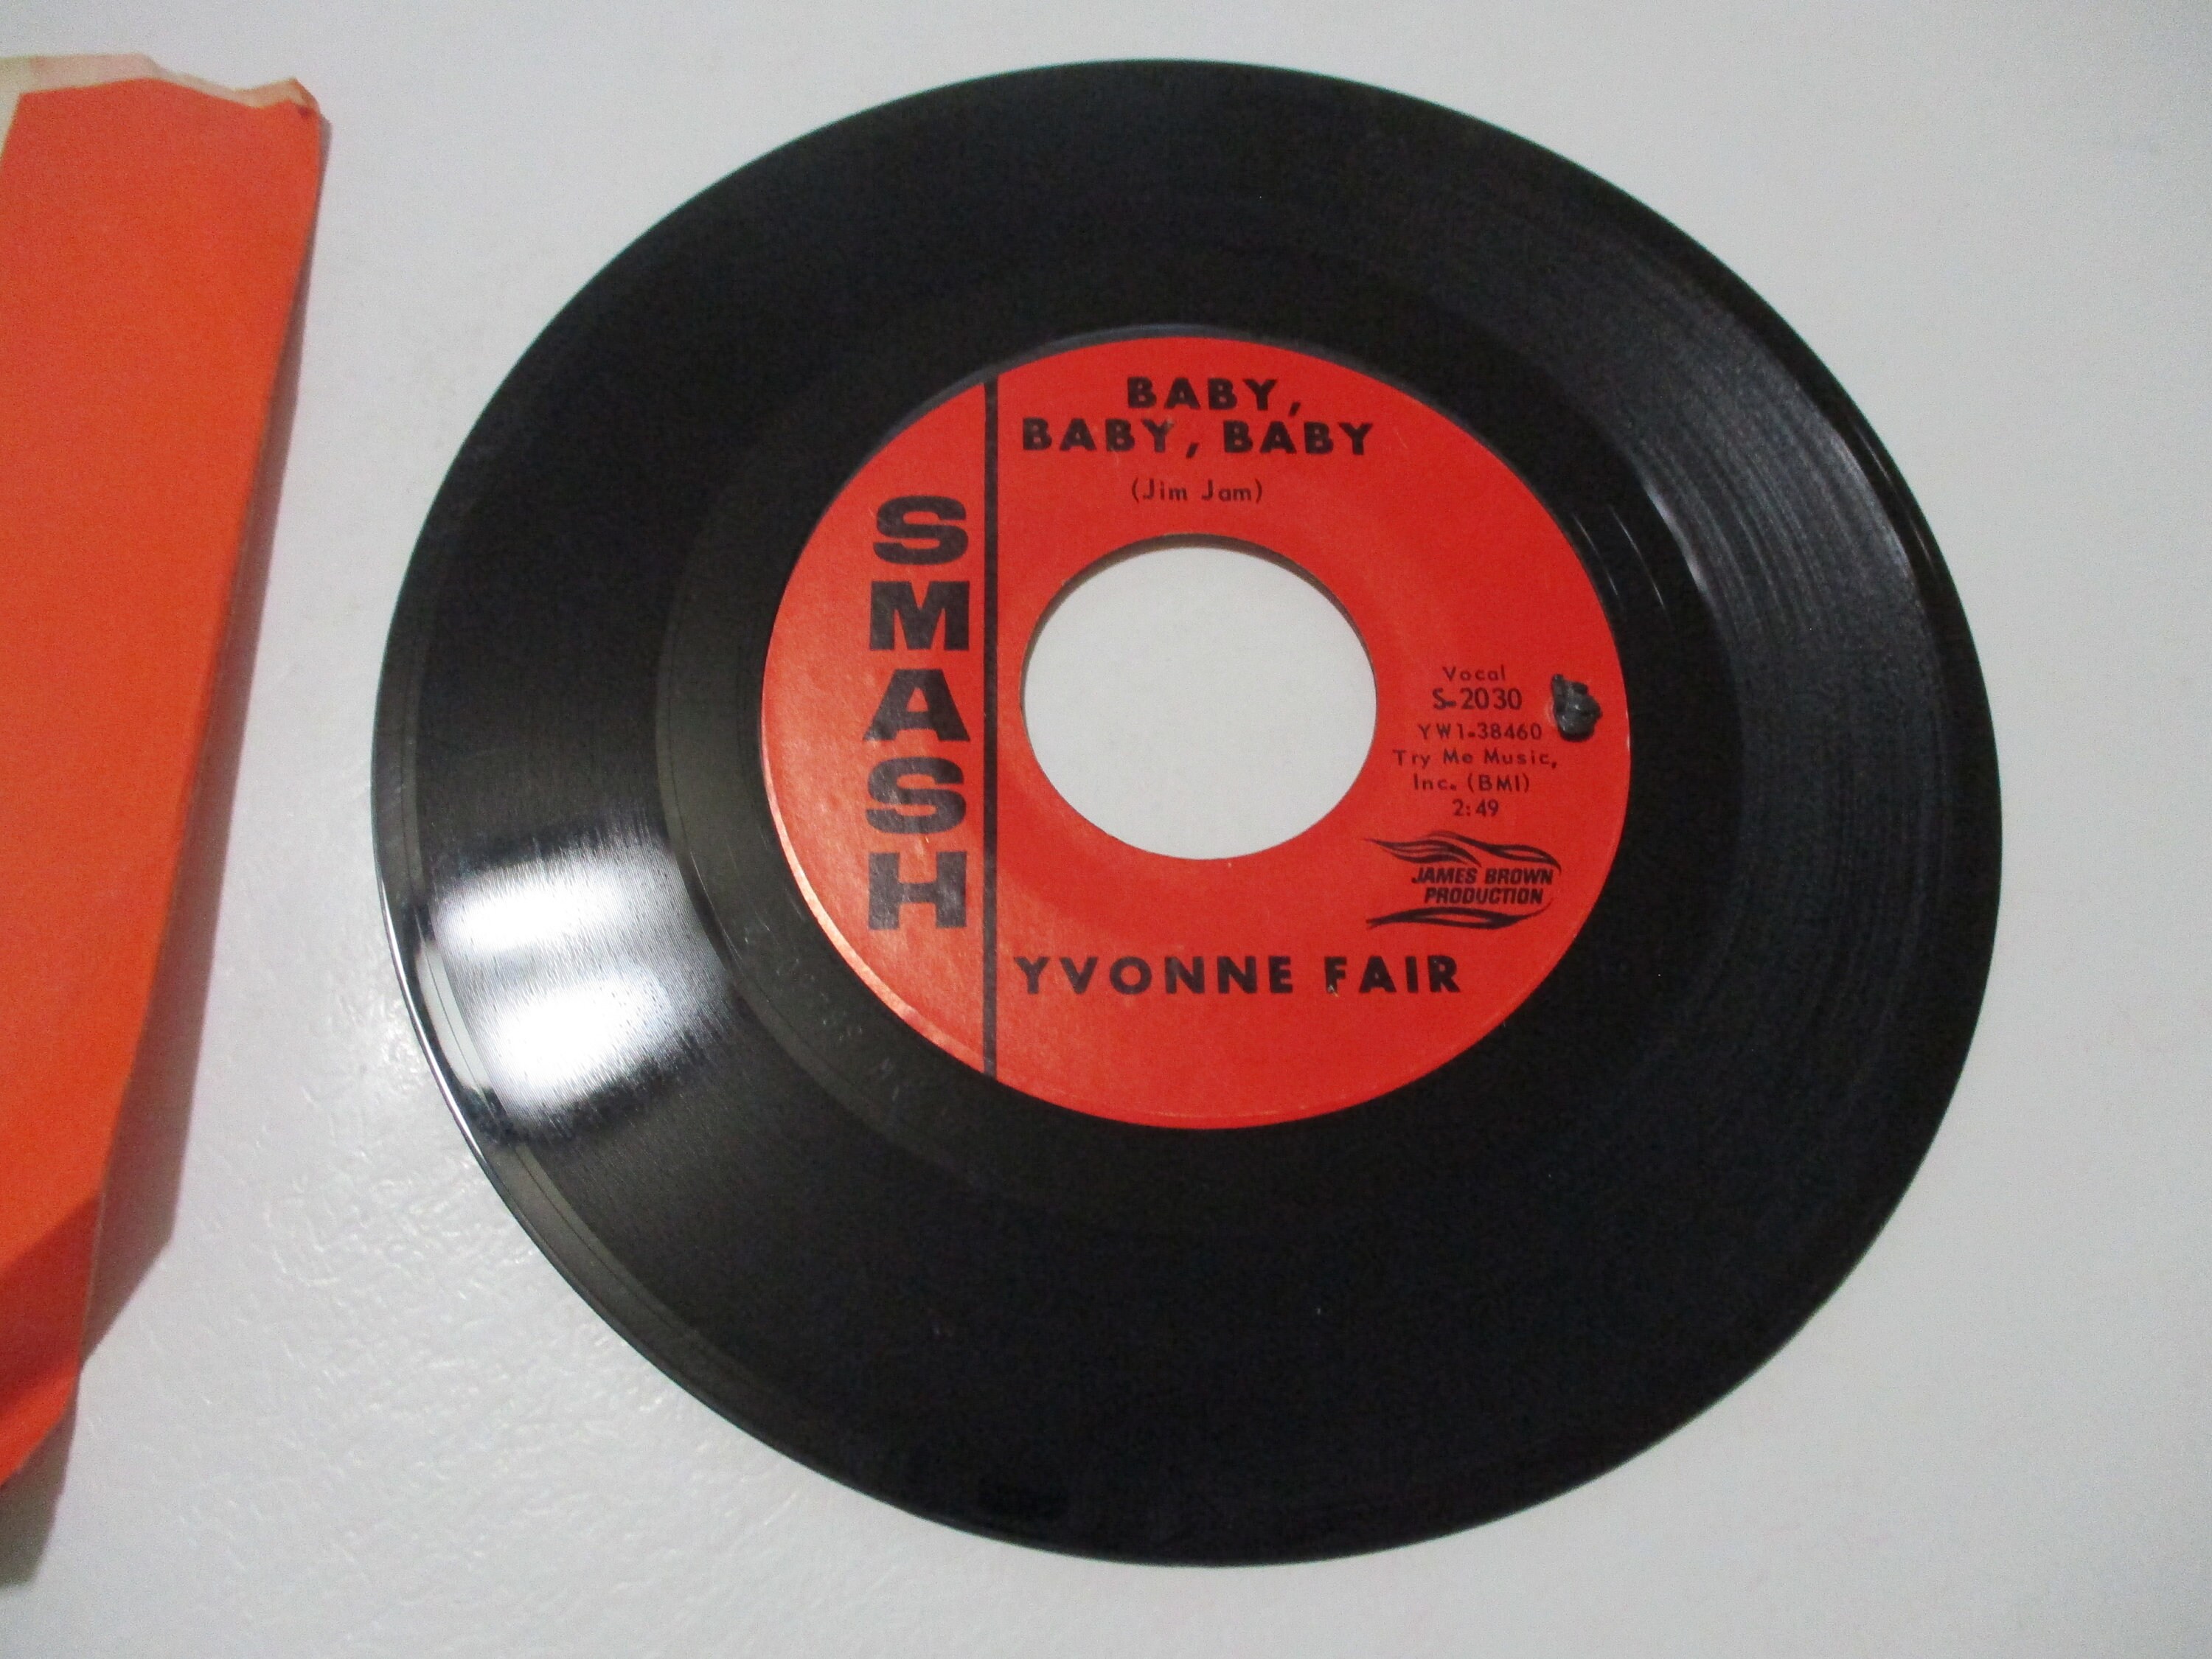 BABY,
BABY, BABY
(Jim Jam)
SMASH
Vocal
S-2030
YW1-38460
Try Me Music,
Inc. (BMI)
2:49
JAMES BROWN
PRODUCTION
YVONNE FAIR